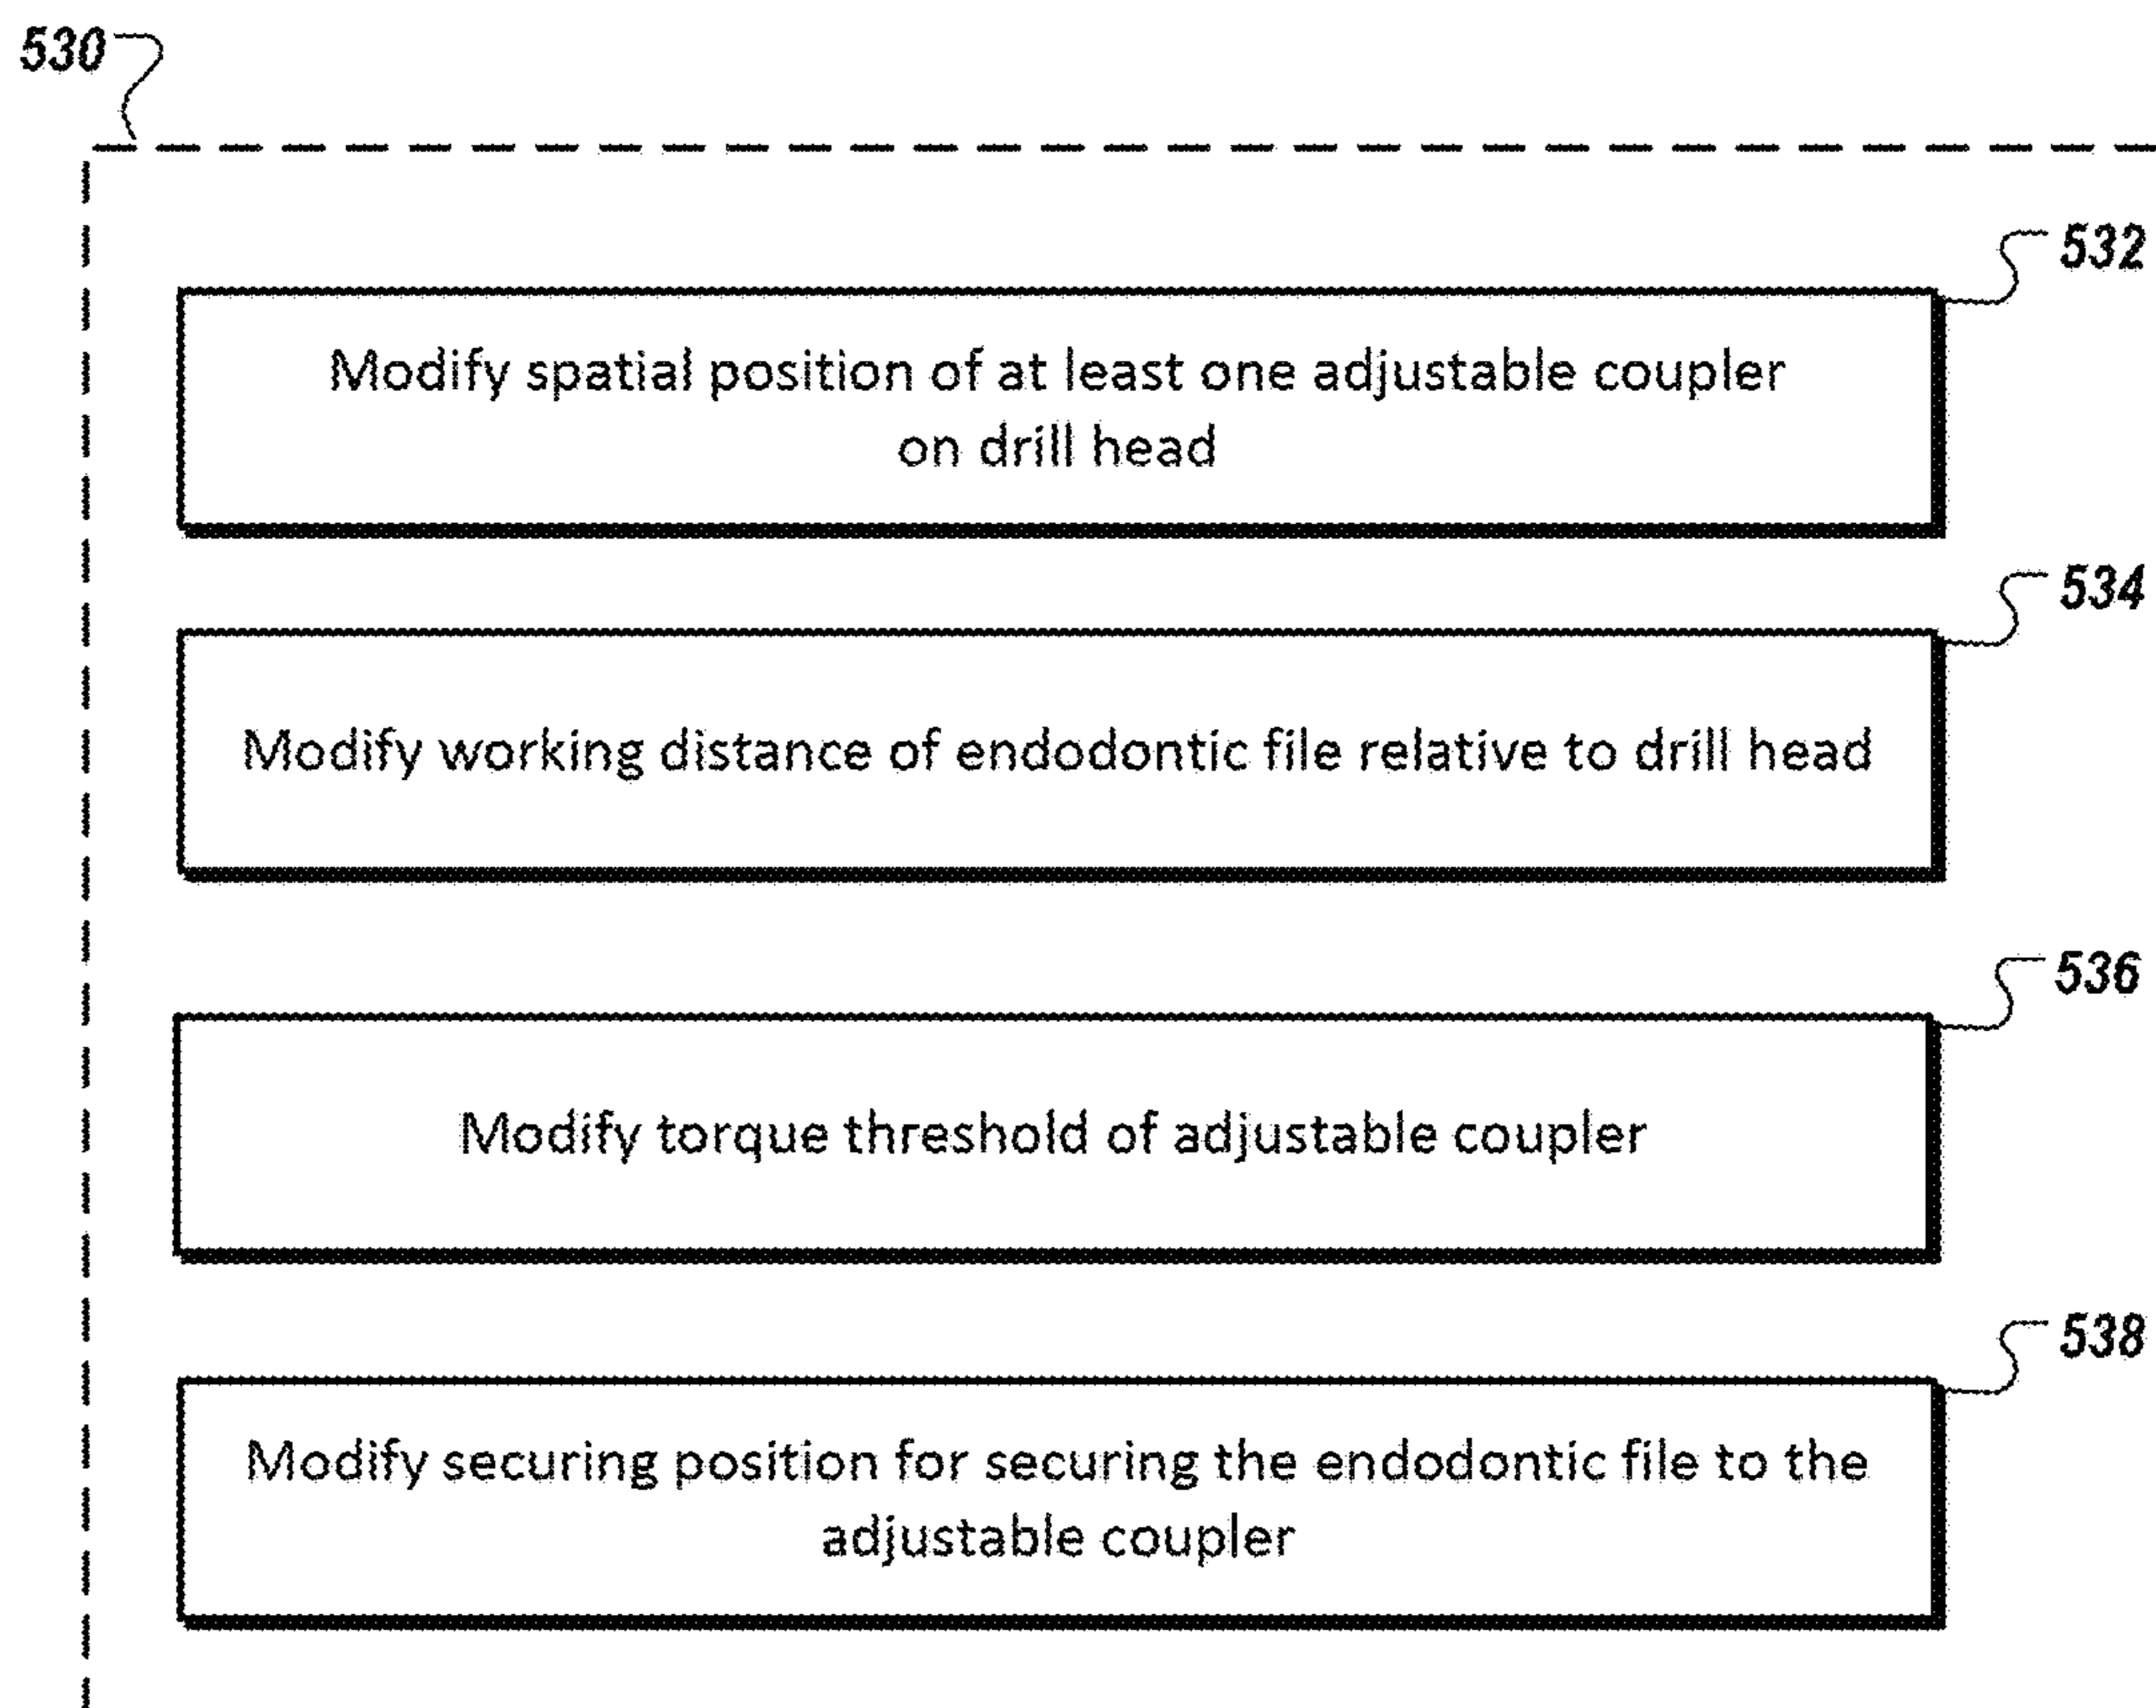 530
532
Modify spatial position of at least one adjustable coupler
on drill head
534
Modify working distance of endodontic file relative to drill head
536
Modify torque threshold of adjustable coupler
538
Modify securing position for securing the endodontic file to the
adjustable coupler